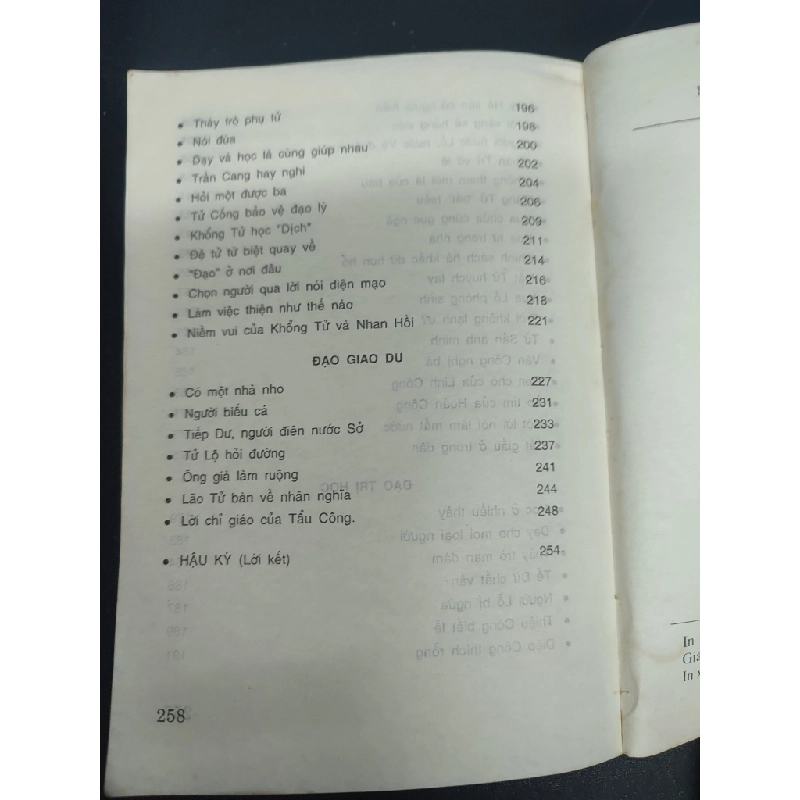 • Thầy trò phụ tử 196
• Nói đùa 198
• Dạy và học là cùng giúp nhau 200
• Trần Cang hay nghi 202
• Hỏi một được ba 204
• Tử Cống bảo vệ đạo lý 206
• Khổng Tử học "Dịch" 209
• Đệ tử từ biệt quay về 211
• "Đạo" ở nơi đâu 214
• Chọn người qua lời nói diện mạo 216
• Làm việc thiện như thế nào 218
• Niềm vui của Khổng Tử và Nhan Hồi 221
ĐẠO GIAO DU
• Có một nhà nho 227
• Người biếu cá 231
• Tiếp Dư, người điên nước Sở 233
• Tử Lộ hỏi đường 237
• Ông già làm ruộng 241
• Lão Tử bàn về nhân nghĩa 244
• Lời chỉ giáo của Tẩu Công. 248
• HẬU KÝ (Lời kết) 254
258
In
Giấ
In